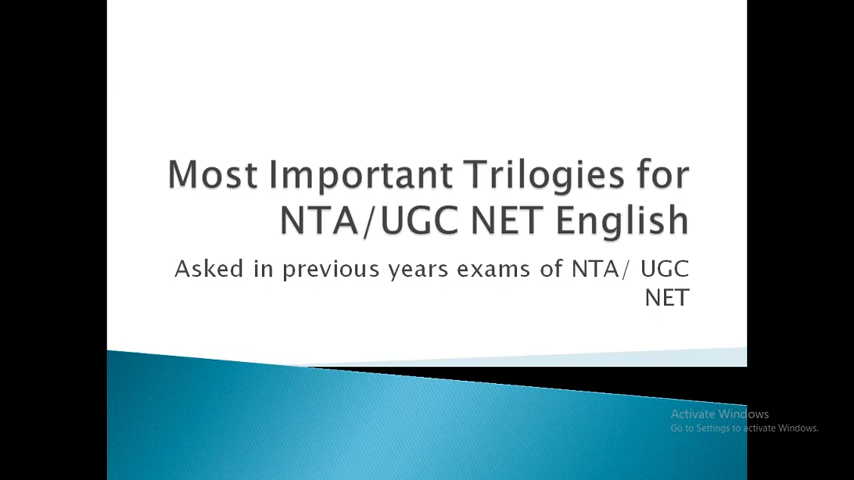 Most Important Trilogies for
NTA/UGC NET English
Asked in previous years exams of NTA/ UGC
NET
Activate Windows
Go to Settings to activate Windows.